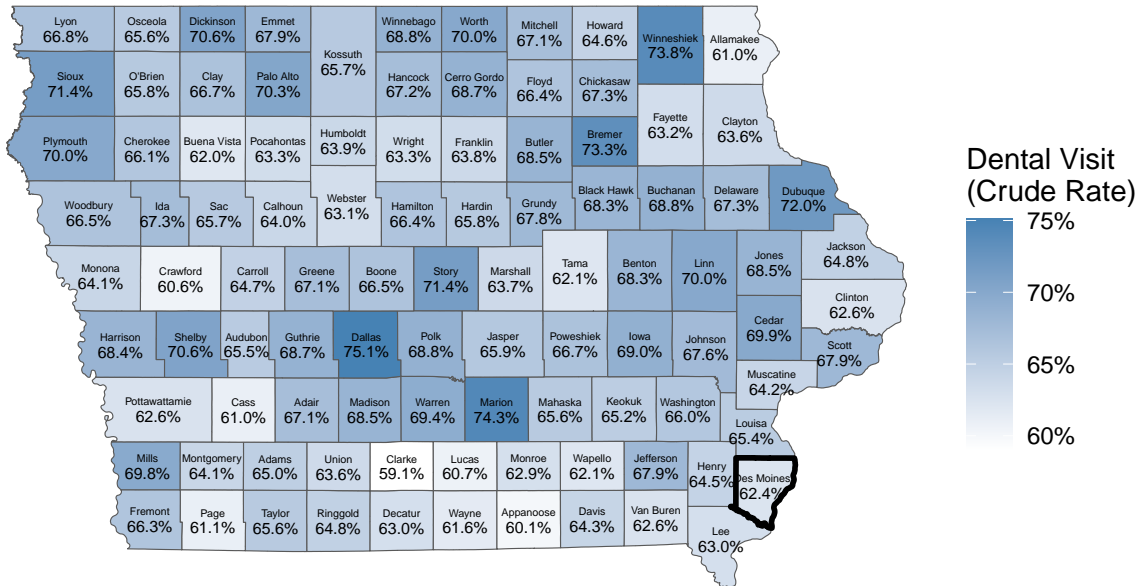 Lyon
66.8%
Osceola
65.6%
Dickinson
70.6%
Emmet
67.9%
Kossuth
65.7%
Winnebago
68.8%
Worth
70.0%
Mitchell
67.1%
Howard
64.6%
Winneshiek
73.8%
Allamakee
61.0%
Sioux
71.4%
O'Brien
65.8%
Clay
66.7%
Palo Alto
70.3%
Hancock
67.2%
Cerro Gordo
68.7%
Floyd
66.4%
Chickasaw
67.3%
Fayette
63.2%
Clayton
63.6%
Plymouth
70.0%
Cherokee
66.1%
Buena Vista
62.0%
Pocahontas
63.3%
Humboldt
63.9%
Wright
63.3%
Franklin
63.8%
Butler
68.5%
Bremer
73.3%
Woodbury
66.5%
Ida
67.3%
Sac
65.7%
Calhoun
64.0%
Webster
63.1%
Hamilton
66.4%
Hardin
65.8%
Grundy
67.8%
Black Hawk
68.3%
Buchanan
68.8%
Delaware
67.3%
Dubuque
72.0%
Monona
64.1%
Crawford
60.6%
Carroll
64.7%
Greene
67.1%
Boone
66.5%
Story
71.4%
Marshall
63.7%
Tama
62.1%
Benton
68.3%
Linn
70.0%
Jones
68.5%
Jackson
64.8%
Clinton
62.6%
Harrison
68.4%
Shelby
70.6%
Audubon
65.5%
Guthrie
68.7%
Dallas
75.1%
Polk
68.8%
Jasper
65.9%
Poweshiek
66.7%
Iowa
69.0%
Johnson
67.6%
Cedar
69.9%
Scott
67.9%
Muscatine
64.2%
Pottawattamie
62.6%
Cass
61.0%
Adair
67.1%
Madison
68.5%
Warren
69.4%
Marion
74.3%
Mahaska
65.6%
Keokuk
65.2%
Washington
66.0%
Louisa
65.4%
Mills
69.8%
Montgomery
64.1%
Adams
65.0%
Union
63.6%
Clarke
59.1%
Lucas
60.7%
Monroe
62.9%
Wapello
62.1%
Jefferson
67.9%
Henry
64.5%
Des Moines
62.4%
Fremont
66.3%
Page
61.1%
Taylor
65.6%
Ringgold
64.8%
Decatur
63.0%
Wayne
61.6%
Appanoose
60.1%
Davis
64.3%
Van Buren
62.6%
Lee
63.0%
Dental Visit
(Crude Rate)
75%
70%
65%
60%